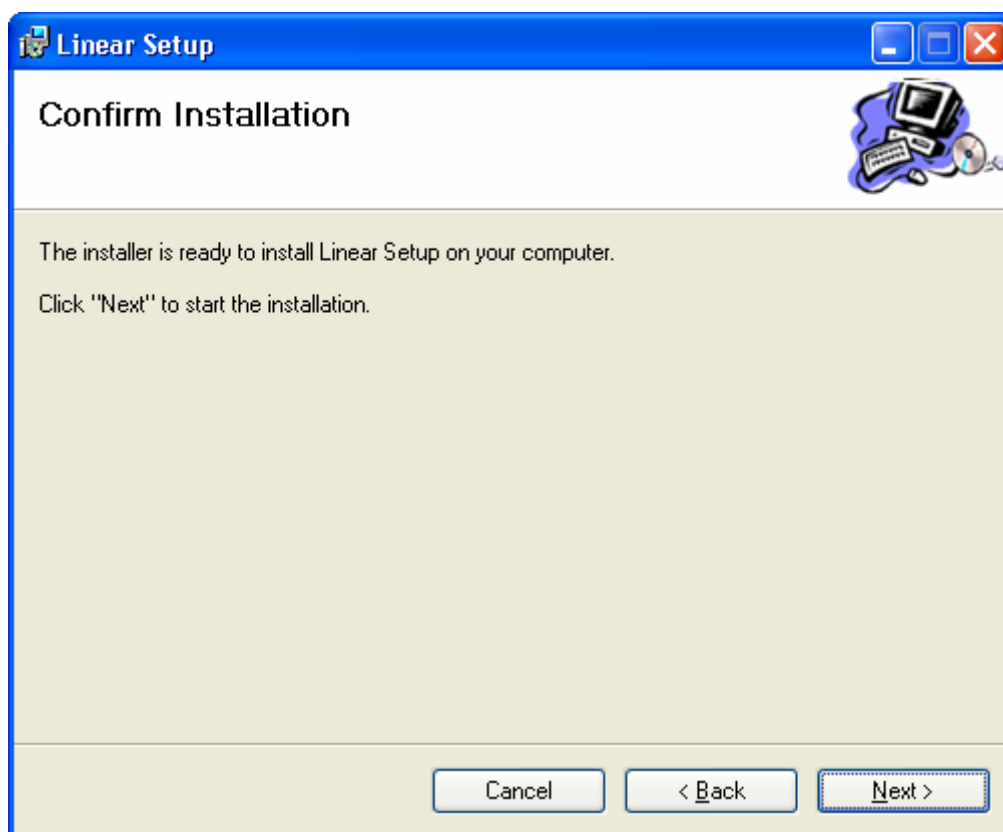 Linear Setup
Confirm Installation
The installer is ready to install Linear Setup on your computer.
Click "Next" to start the installation.
Cancel
< Back
Next >